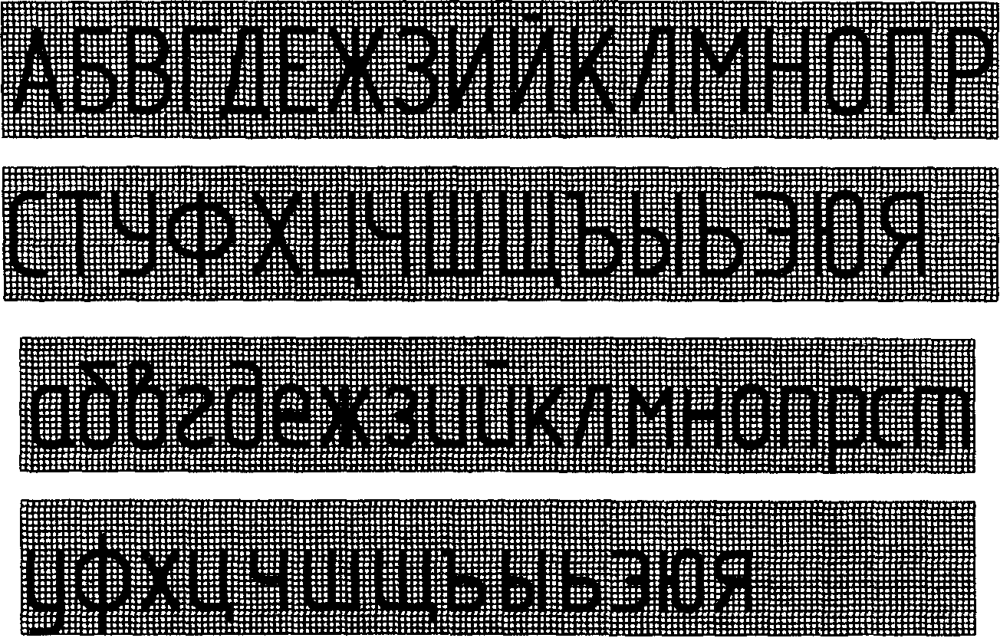 АБВГДЕЖЗИЙКЛМНОПР
СТУФХЦЧШЩЪЫЬЭЮЯ
абвгдежзийклмнопрст
уфхцчшщъыьэюя